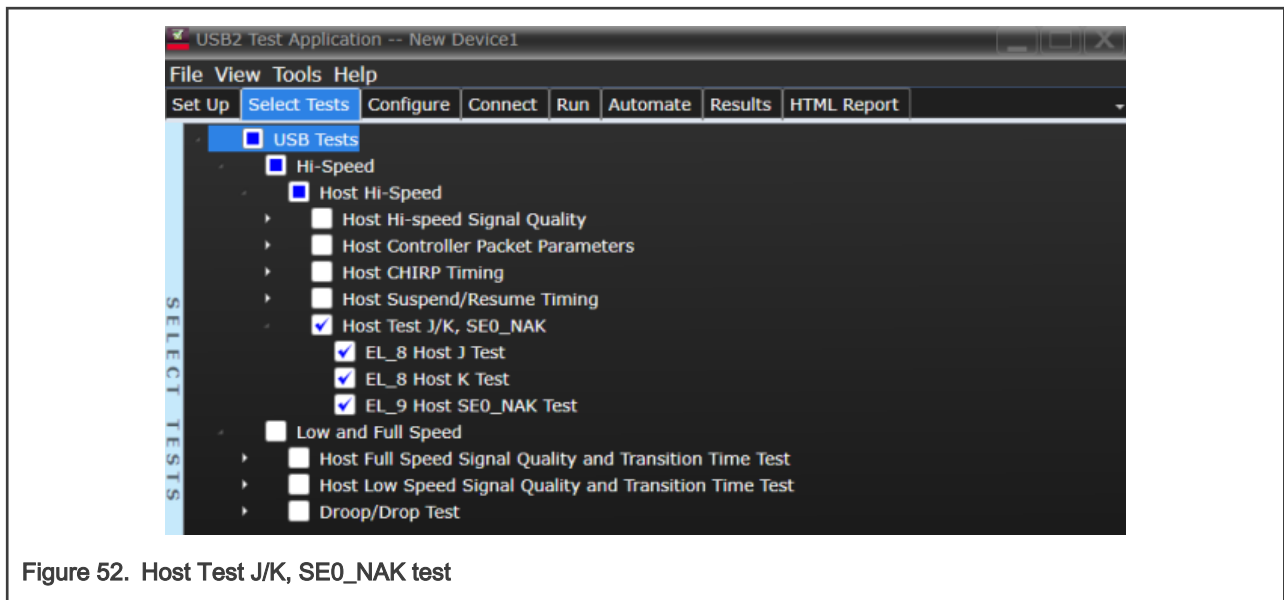 USB2 Test Application -- New Device1
File View Tools Help
Set Up Select Tests Configure Connect Run Automate Results HTML Report
SELECT TESTS
USB Tests
Hi-Speed
Host Hi-Speed
Host Hi-speed Signal Quality
Host Controller Packet Parameters
Host CHIRP Timing
Host Suspend/Resume Timing
Host Test J/K, SE0_NAK
EL_8 Host J Test
EL_8 Host K Test
EL_9 Host SE0_NAK Test
Low and Full Speed
Host Full Speed Signal Quality and Transition Time Test
Host Low Speed Signal Quality and Transition Time Test
Droop/Drop Test
Figure 52. Host Test J/K, SE0_NAK test